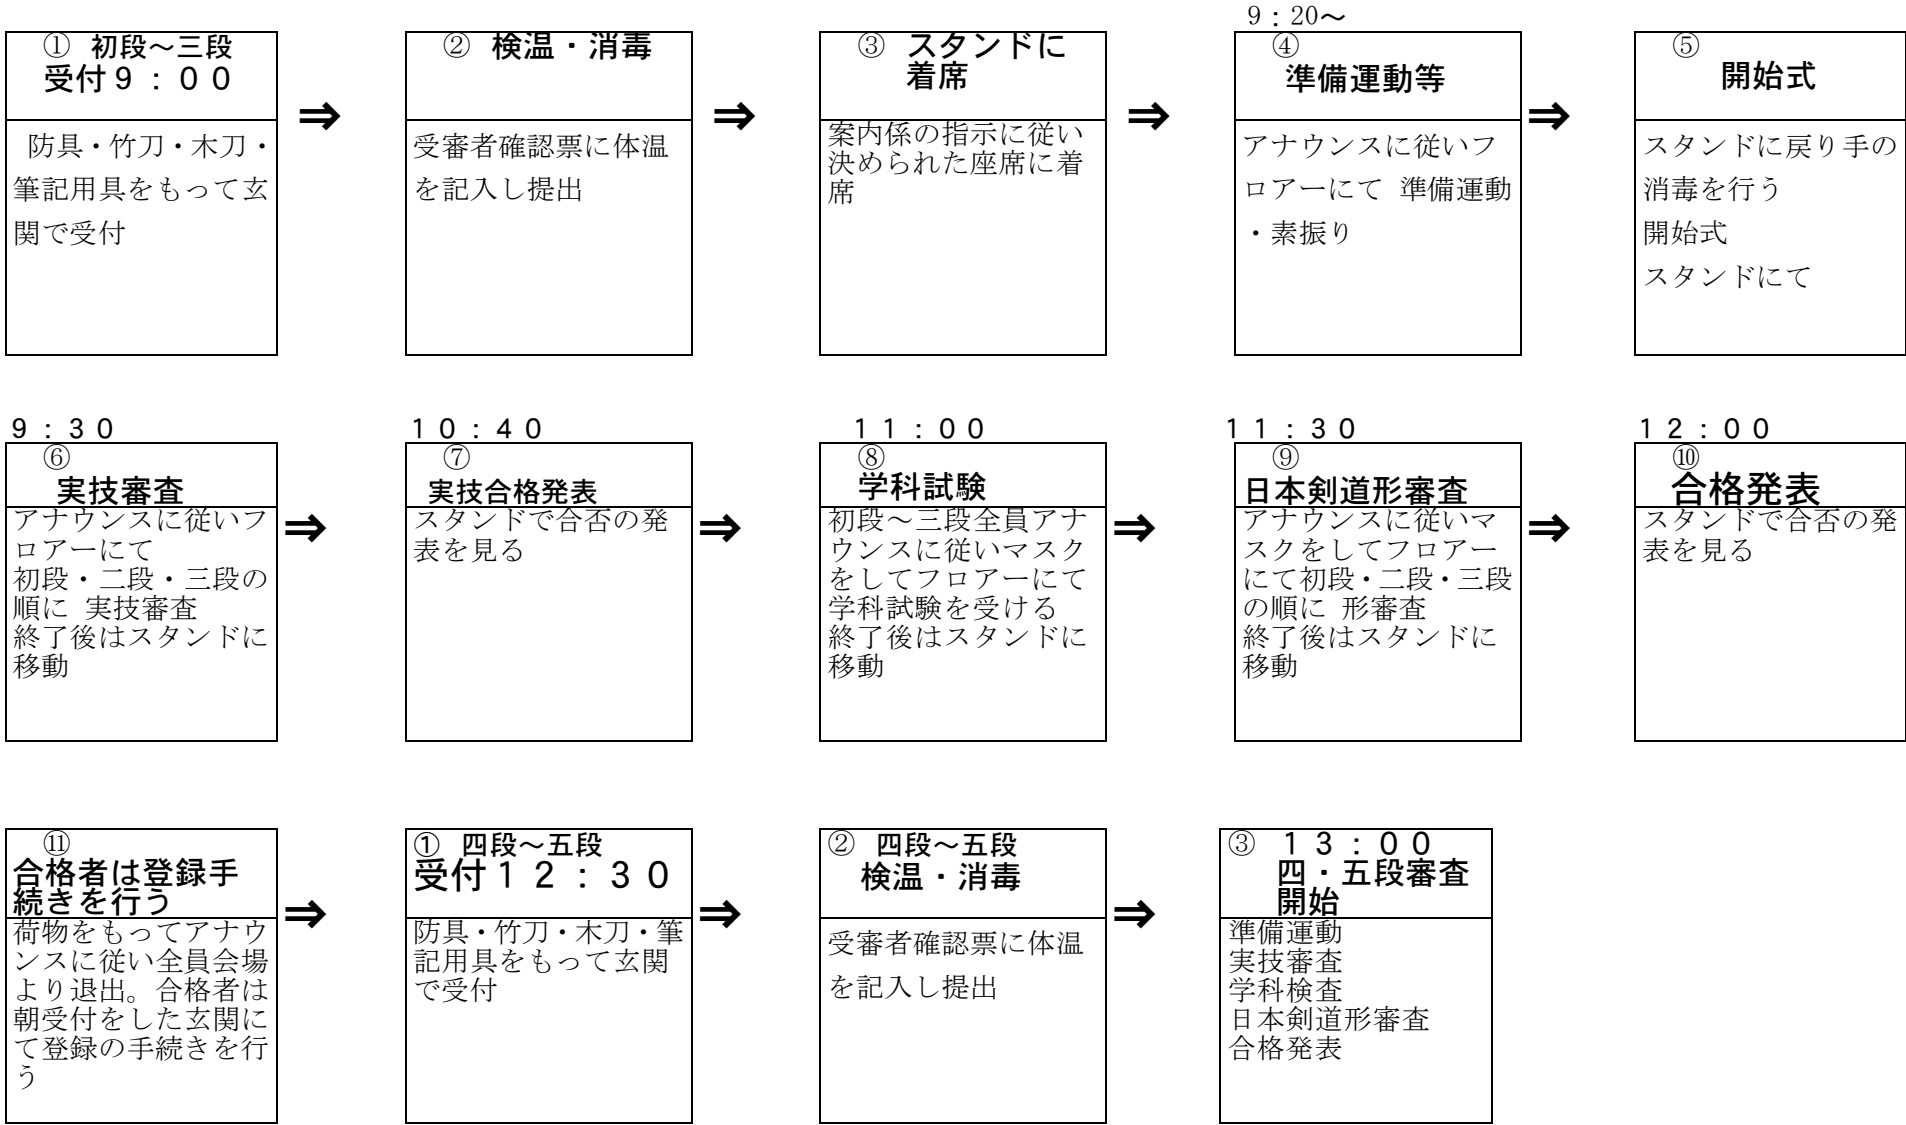 ① 初段～三段
受付９：００
防具・竹刀・木刀・
筆記用具をもって玄
関で受付
⇒
② 検温・消毒
受審者確認票に体温
を記入し提出
⇒
③ スタンドに
着席
案内係の指示に従い
決められた座席に着
席
⇒
9：20～
④
準備運動等
アナウンスに従いフ
ロアーにて 準備運動
・素振り
⇒
⑤
開始式
スタンドに戻り手の
消毒を行う
開始式
スタンドにて
９：３０
⑥
実技審査
アナウンスに従いフ
ロアーにて
初段・二段・三段の
順に 実技審査
終了後はスタンドに
移動
⇒
１０：４０
⑦
実技合格発表
スタンドで合否の発
表を見る
⇒
１１：００
⑧
学科試験
初段～三段全員アナ
ウンスに従いマスク
をしてフロアーにて
学科試験を受ける
終了後はスタンドに
移動
⇒
１１：３０
⑨
日本剣道形審査
アナウンスに従いマ
スクをしてフロアー
にて初段・二段・三段
の順に 形審査
終了後はスタンドに
移動
⇒
１２：００
⑩
合格発表
スタンドで合否の発
表を見る
⑪
合格者は登録手
続きを行う
荷物をもってアナウ
ンスに従い全員会場
より退出。合格者は
朝受付をした玄関に
て登録の手続きを行
う
⇒
① 四段～五段
受付１２：３０
防具・竹刀・木刀・筆
記用具をもって玄関
で受付
⇒
② 四段～五段
検温・消毒
受審者確認票に体温
を記入し提出
⇒
③ １３：００
四・五段審査
開始
準備運動
実技審査
学科検査
日本剣道形審査
合格発表